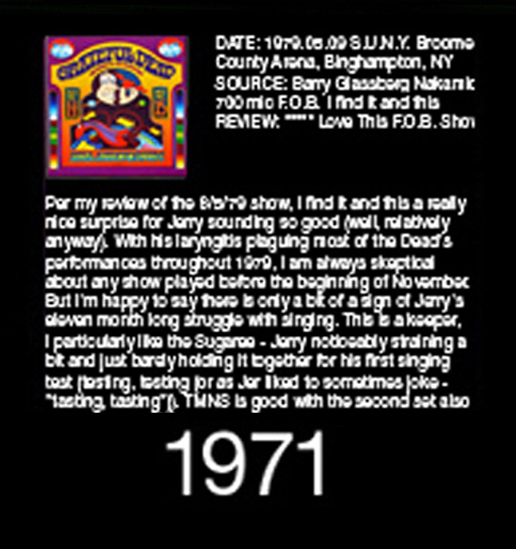 GRATEFUL DEAD
DATE: 1979.05.09 S.U.N.Y. Broome
County Arena, Binghampton, NY
SOURCE: Barry Glassberg Nakamic
700 mic F.O.B. I find it and this
REVIEW: ***** Love This F.O.B. Show
Per my review of the 5/5/79 show, I find it and this a really
nice surprise for Jerry sounding so good (well, relatively
anyway). With his laryngitis plaguing most of the Dead's
performances throughout 1979, I am always skeptical
about any show played before the beginning of November.
But I'm happy to say there is only a bit of a sign of Jerry's
eleven month long struggle with singing. This is a keeper,
I particularly like the Sugaree - Jerry noticeably straining a
bit and just barely holding it together for his first singing
test (testing, testing (or as Jer liked to sometimes joke -
"tasting, tasting")). TMNS is good with the second set also
1971